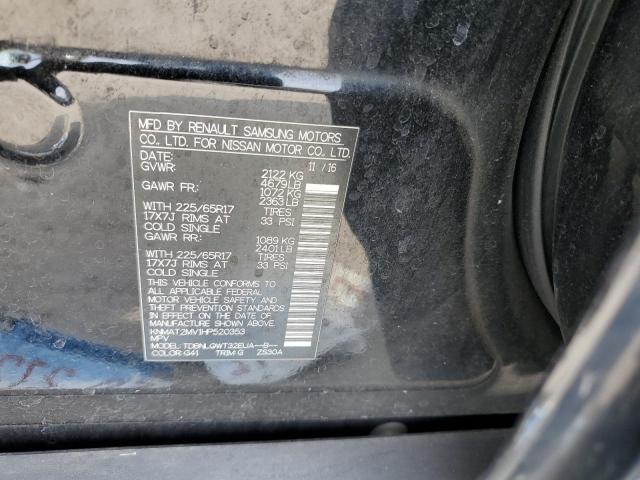 MFD BY RENAULT SAMSUNG MOTORS
CO., LTD. FOR NISSAN MOTOR CO., LTD.
DATE: 11/16
GVWR: 2122 KG
4679 LB
GAWR FR: 1072 KG
2363 LB
WITH 225/65R17 TIRES
17X7J RIMS AT 33 PSI
COLD SINGLE
GAWR RR: 1089 KG
2401 LB
WITH 225/65R17 TIRES
17X7J RIMS AT 33 PSI
COLD SINGLE
THIS VEHICLE CONFORMS TO
ALL APPLICABLE FEDERAL
MOTOR VEHICLE SAFETY AND
THEFT PREVENTION STANDARDS
IN EFFECT ON THE DATE OF
MANUFACTURE SHOWN ABOVE.
KNMAT2MV1HP520353
MPV
MODEL: TDBNLQWT32EUA--B--
COLOR: G41 TRIM: G ZS30A